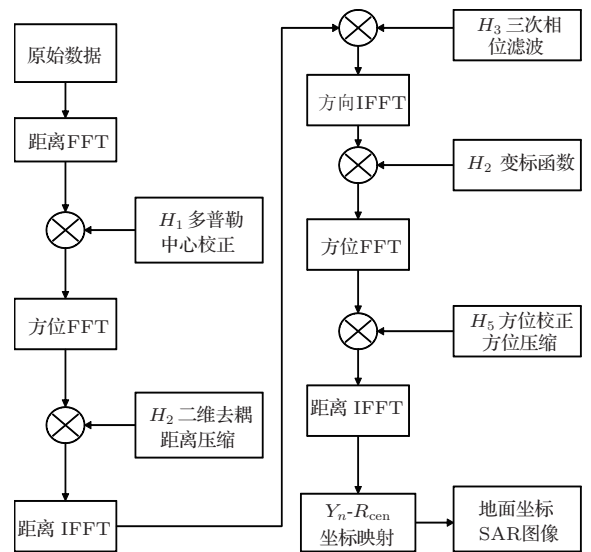 原始数据
距离FFT
H₁ 多普勒
中心校正
方位FFT
H₂ 二维去耦
距离压缩
距离 IFFT
H₃ 三次相
位滤波
方向IFFT
H₂ 变标函数
方位FFT
H₅ 方位校正
方位压缩
距离 IFFT
Yₙ-R_cen
坐标映射
地面坐标
SAR图像